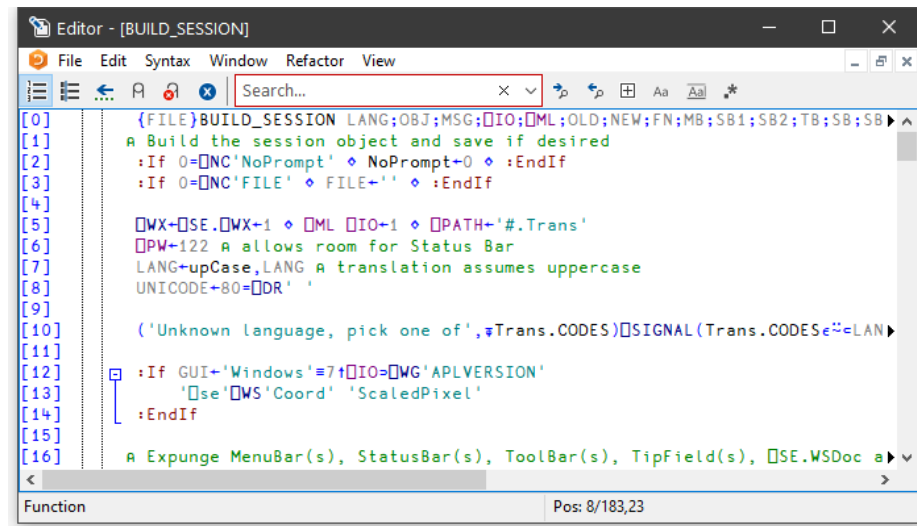 Editor - [BUILD_SESSION]
File Edit Syntax Window Refactor View
Search...
Aa Aa .*
[0] {FILE}BUILD_SESSION LANG;OBJ;MSG;⎕IO;⎕ML;OLD;NEW;FN;MB;SB1;SB2;TB;SB;SB
[1] ⍝ Build the session object and save if desired
[2] :If 0=⎕NC'NoPrompt' ⋄ NoPrompt←0 ⋄ :EndIf
[3] :If 0=⎕NC'FILE' ⋄ FILE←'' ⋄ :EndIf
[4]
[5] ⎕WX←⎕SE.⎕WX←1 ⋄ ⎕ML ⎕IO←1 ⋄ ⎕PATH←'#.Trans'
[6] ⎕PW←122 ⍝ allows room for Status Bar
[7] LANG←upCase,LANG ⍝ translation assumes uppercase
[8] UNICODE←80=⎕DR' '
[9]
[10] ('Unknown language, pick one of',⍕Trans.CODES)⎕SIGNAL(Trans.CODES∊⍨⊂LAN
[11]
[12] :If GUI←'Windows'≡7↑⎕IO⊃⎕WG'APLVERSION'
[13] '⎕se'⎕WS'Coord' 'ScaledPixel'
[14] :EndIf
[15]
[16] ⍝ Expunge MenuBar(s), StatusBar(s), ToolBar(s), TipField(s), ⎕SE.WSDoc a
Function Pos: 8/183,23